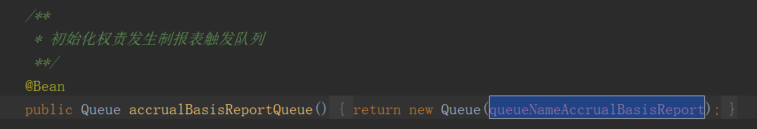 /**
* 初始化权责发生制报表触发队列
**/
@Bean
public Queue accrualBasisReportQueue() { return new Queue(queueNameAccrualBasisReport); }